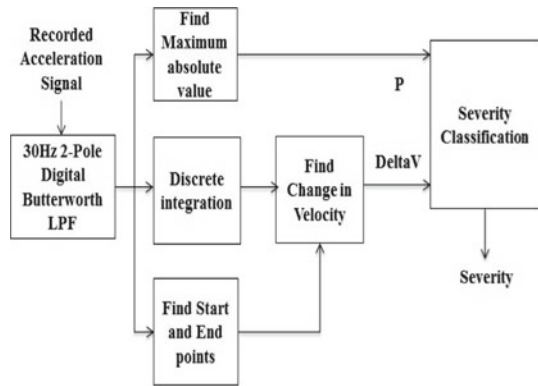 Recorded
Acceleration
Signal
30Hz 2-Pole
Digital
Butterworth
LPF
Find
Maximum
absolute
value
Discrete
integration
Find Start
and End
points
Find
Change in
Velocity
P
DeltaV
Severity
Classification
Severity